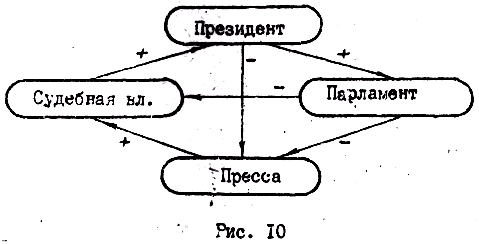 Президент
+
+
-
Судебная вл.
-
Парламент
+
-
Пресса
Рис. 10